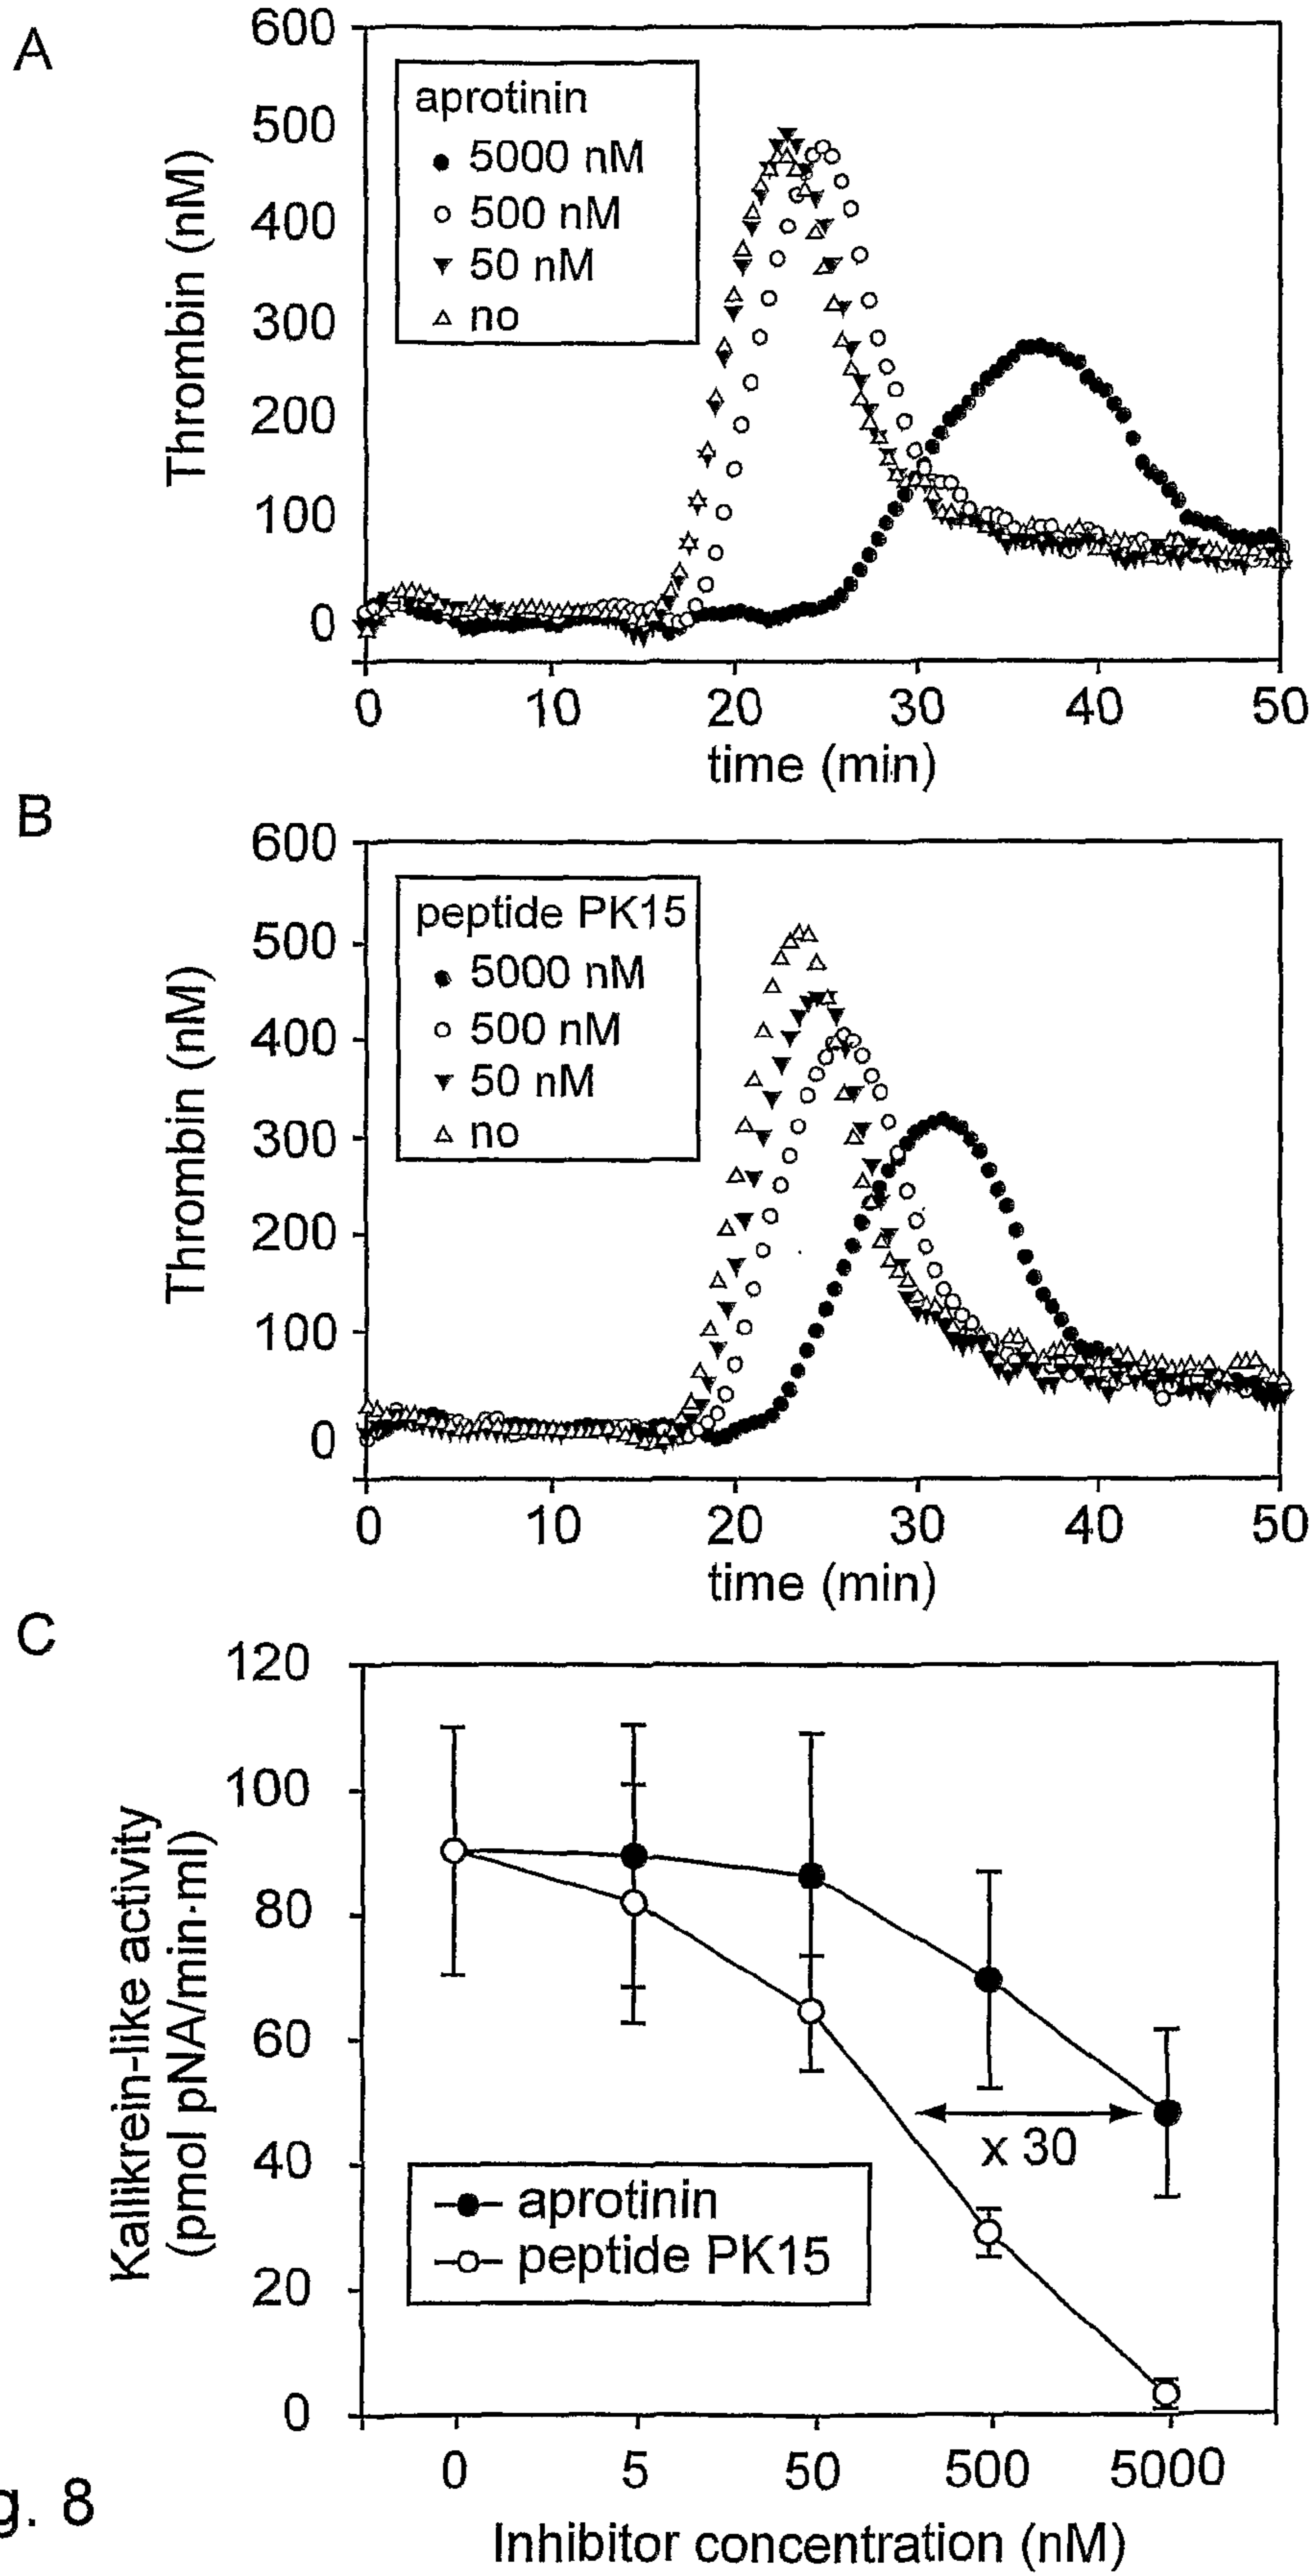 A
600
500
400
300
200
100
0
Thrombin (nM)
aprotinin
5000 nM
500 nM
50 nM
no
0 10 20 30 40 50
time (min)
B
600
500
400
300
200
100
0
Thrombin (nM)
peptide PK15
5000 nM
500 nM
50 nM
no
0 10 20 30 40 50
time (min)
C
120
100
80
60
40
20
0
Kallikrein-like activity
(pmol pNA/min·ml)
x 30
aprotinin
peptide PK15
0 5 50 500 5000
Inhibitor concentration (nM)
g. 8